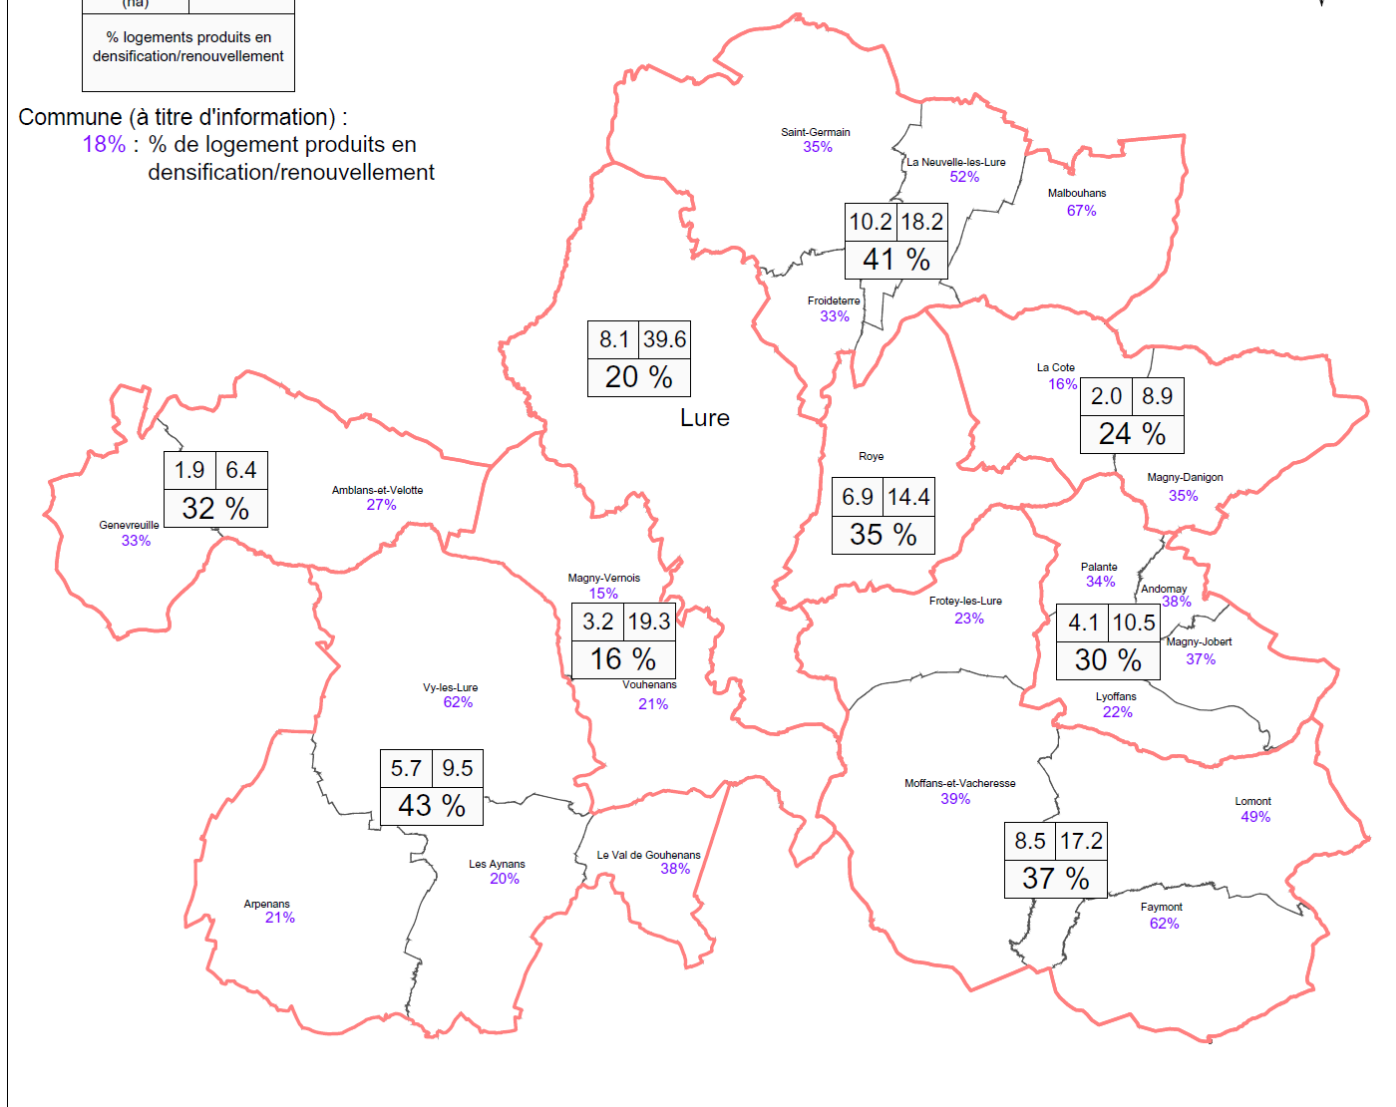 (ha)
% logements produits en
densification/renouvellement
Commune (à titre d'information) :
18% : % de logement produits en
densification/renouvellement
Saint-Germain
35%
La Neuvelle-les-Lure
52%
Malbouhans
67%
10.2 18.2
41 %
Froideterre
33%
8.1 39.6
20 %
Lure
La Cote
16%
2.0 8.9
24 %
Magny-Danigon
35%
Roye
6.9 14.4
35 %
1.9 6.4
32 %
Amblans-et-Velotte
27%
Genevreuille
33%
Magny-Vernois
15%
3.2 19.3
16 %
Vouhenans
21%
Frotey-les-Lure
23%
Palante
34%
Andornay
38%
4.1 10.5
30 %
Magny-Jobert
37%
Lyoffans
22%
Vy-les-Lure
62%
5.7 9.5
43 %
Les Aynans
20%
Le Val de Gouhenans
38%
Arpenans
21%
Moffans-et-Vacheresse
39%
Lomont
49%
8.5 17.2
37 %
Faymont
62%